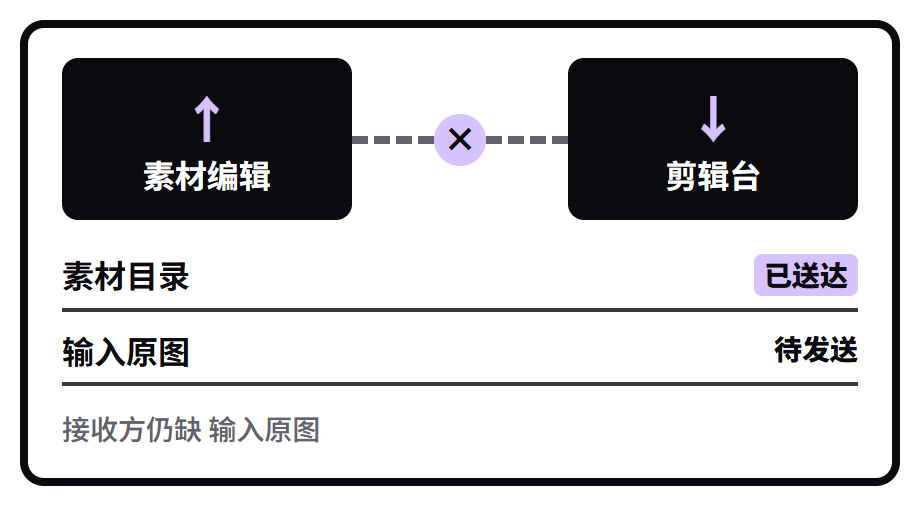 素材编辑
剪辑台
素材目录 已送达
输入原图 待发送
接收方仍缺 输入原图